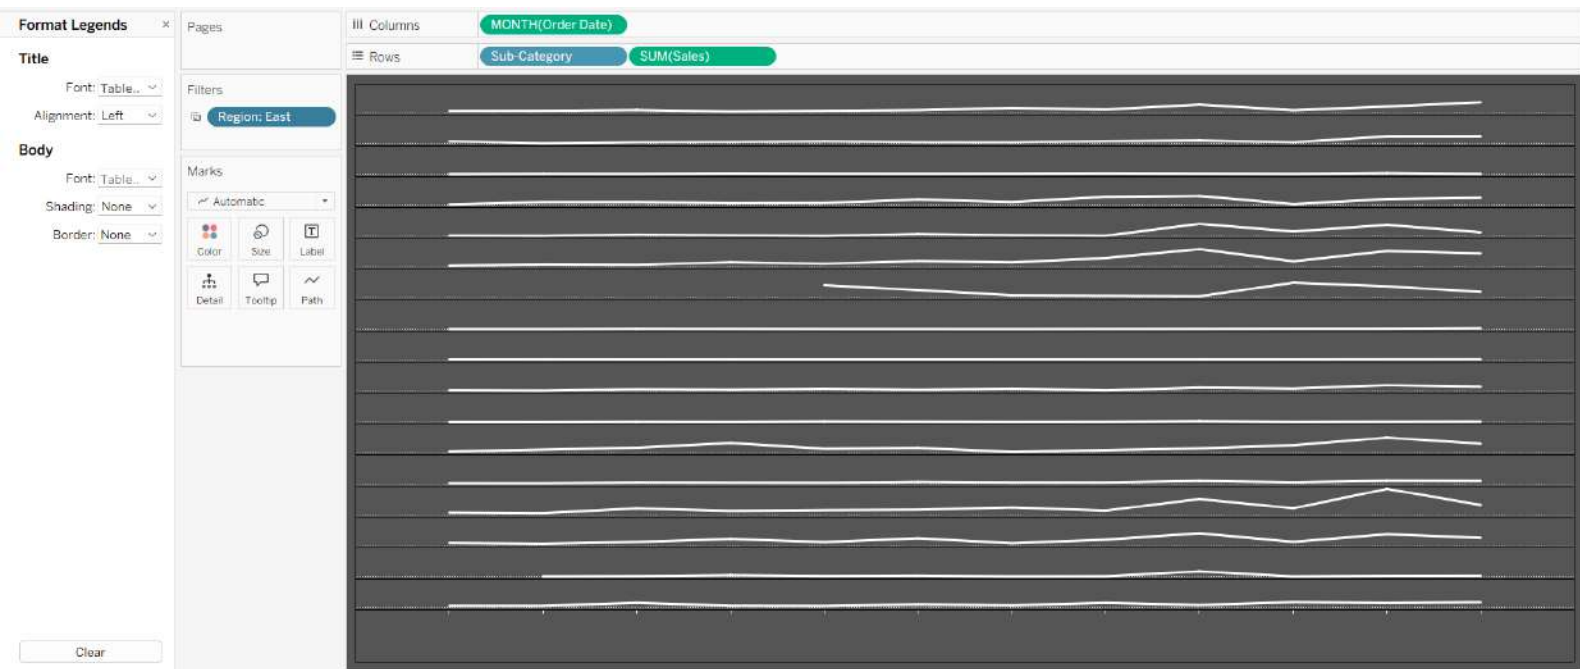 Format Legends ×
Title
Font: Table..
Alignment: Left
Body
Font: Table..
Shading: None
Border: None
Clear
Pages
Filters
Region: East
Marks
Automatic
Color
Size
Label
Detail
Tooltip
Path
Columns
MONTH(Order Date)
Rows
Sub-Category
SUM(Sales)